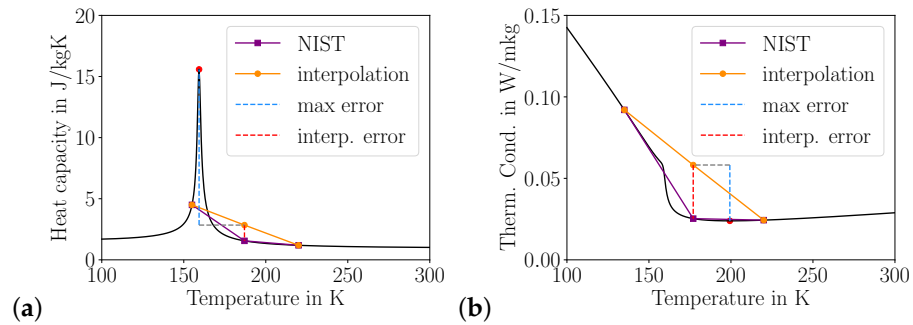 20
15
10
5
0
100
150
200
250
300
Heat capacity in J/kgK
Temperature in K
NIST
interpolation
max error
interp. error
(a)
0.15
0.10
0.05
0.00
100
150
200
250
300
Therm. Cond. in W/mkg
Temperature in K
NIST
interpolation
max error
interp. error
(b)